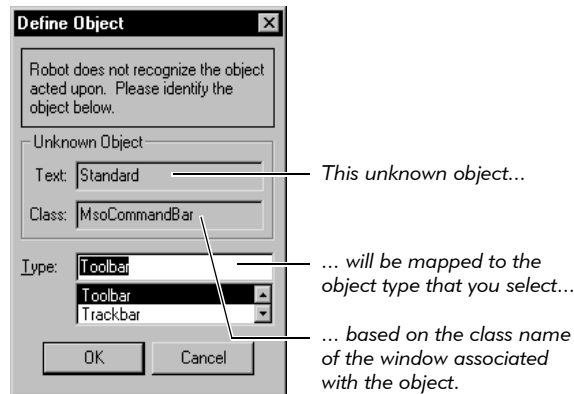 Define Object
Robot does not recognize the object
acted upon. Please identify the
object below.
Unknown Object
Text: Standard
Class: MsoCommandBar
Type: Toolbar
Toolbar
Trackbar
OK Cancel
This unknown object...
... will be mapped to the
object type that you select...
... based on the class name
of the window associated
with the object.